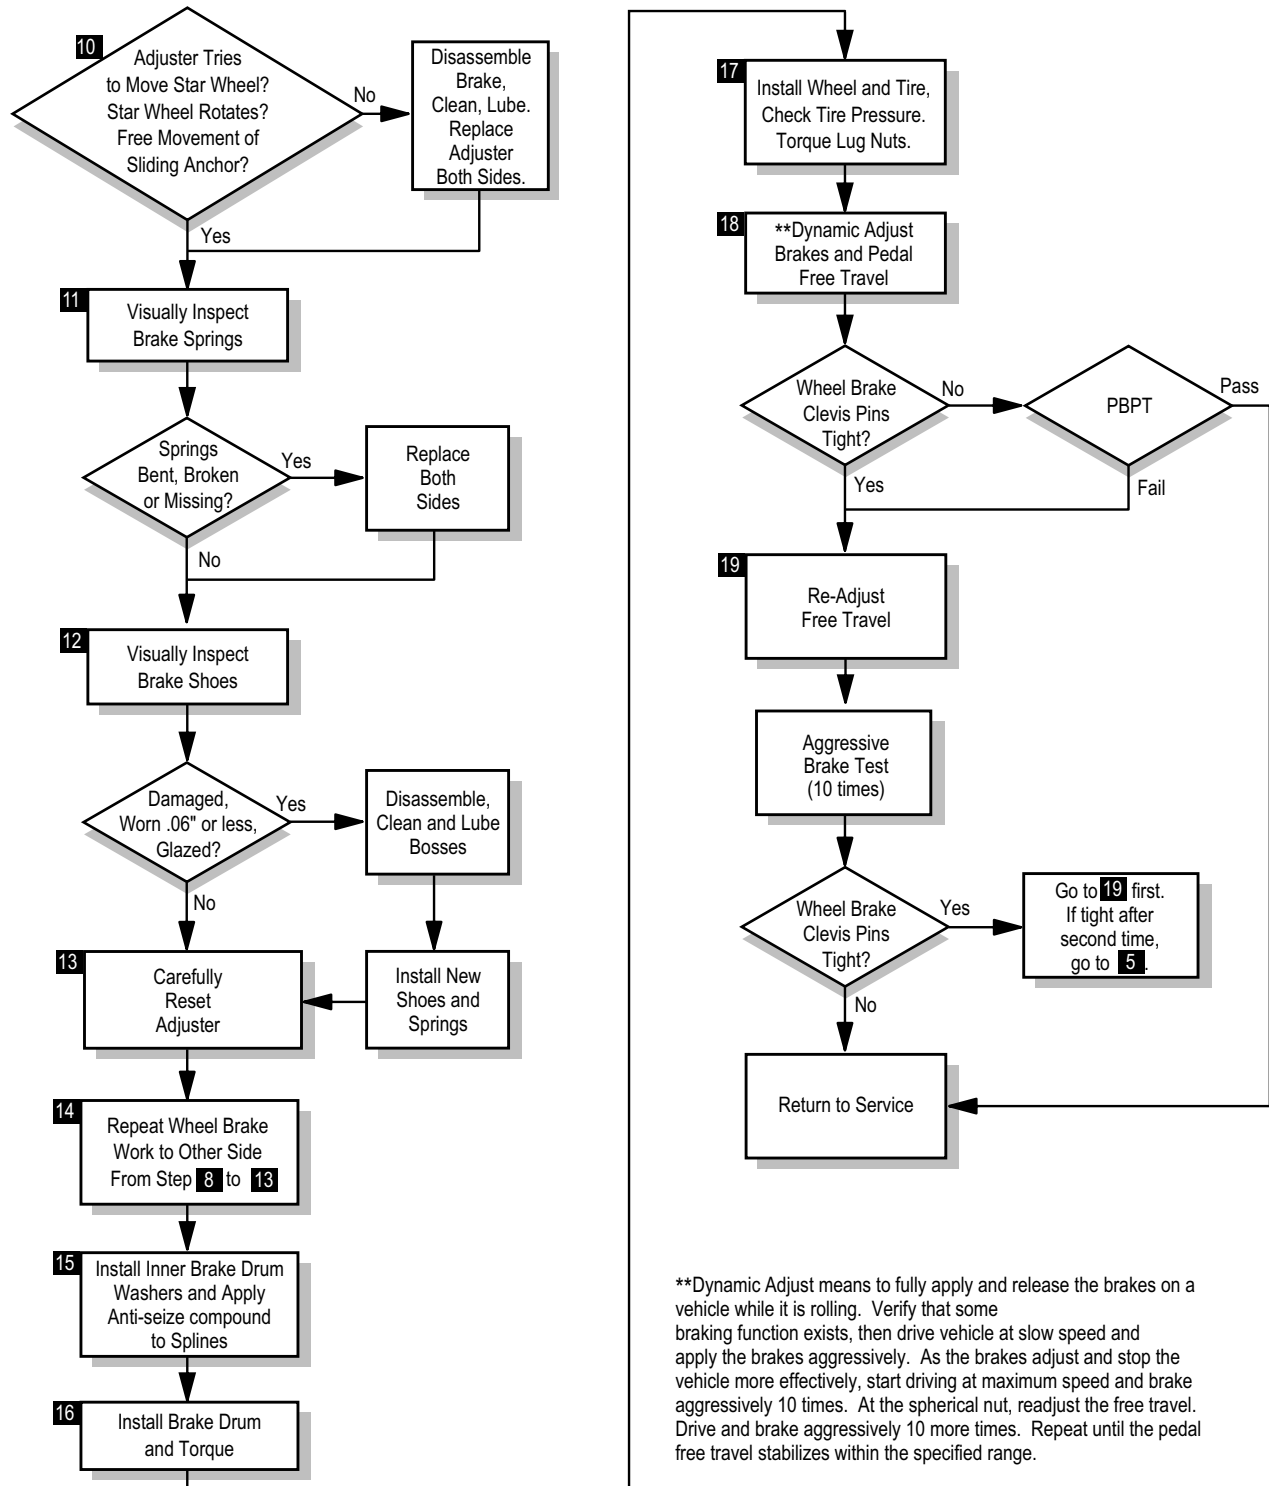 10
Adjuster Tries
to Move Star Wheel?
Star Wheel Rotates?
Free Movement of
Sliding Anchor?
No
Disassemble
Brake,
Clean, Lube.
Replace
Adjuster
Both Sides.
Yes
11
Visually Inspect
Brake Springs
Springs
Bent, Broken
or Missing?
Yes
Replace
Both
Sides
No
12
Visually Inspect
Brake Shoes
Damaged,
Worn .06" or less,
Glazed?
Yes
Disassemble,
Clean and Lube
Bosses
No
13
Carefully
Reset
Adjuster
Install New
Shoes and
Springs
14
Repeat Wheel Brake
Work to Other Side
From Step 8 to 13
15
Install Inner Brake Drum
Washers and Apply
Anti-seize compound
to Splines
16
Install Brake Drum
and Torque
17
Install Wheel and Tire,
Check Tire Pressure.
Torque Lug Nuts.
18
**Dynamic Adjust
Brakes and Pedal
Free Travel
Wheel Brake
Clevis Pins
Tight?
No
PBPT
Pass
Yes
Fail
19
Re-Adjust
Free Travel
Aggressive
Brake Test
(10 times)
Wheel Brake
Clevis Pins
Tight?
Yes
Go to 19 first.
If tight after
second time,
go to 5.
No
Return to Service
**Dynamic Adjust means to fully apply and release the brakes on a
vehicle while it is rolling. Verify that some
braking function exists, then drive vehicle at slow speed and
apply the brakes aggressively. As the brakes adjust and stop the
vehicle more effectively, start driving at maximum speed and brake
aggressively 10 times. At the spherical nut, readjust the free travel.
Drive and brake aggressively 10 more times. Repeat until the pedal
free travel stabilizes within the specified range.